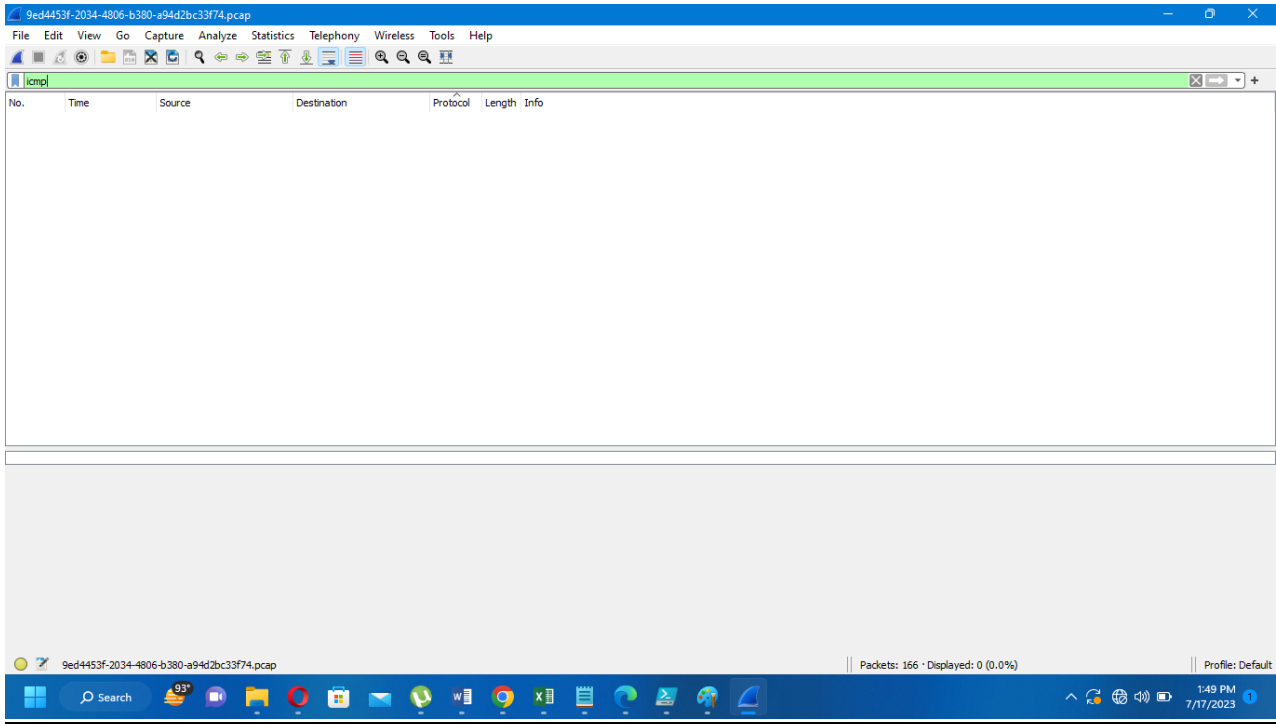 9ed4453f-2034-4806-b380-a94d2bc33f74.pcap
File Edit View Go Capture Analyze Statistics Telephony Wireless Tools Help
icmp
No. Time Source Destination Protocol Length Info
9ed4453f-2034-4806-b380-a94d2bc33f74.pcap Packets: 166 · Displayed: 0 (0.0%) Profile: Default
Search 93° 1:49 PM 1
7/17/2023